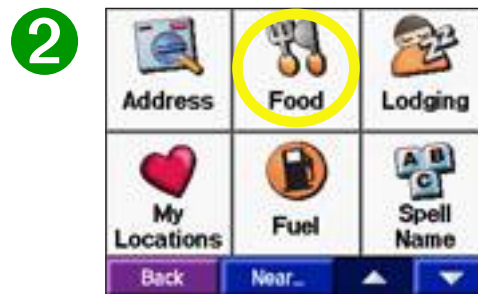 2
Address Food Lodging
My Locations
Fuel
Spell Name
A B C
Back Near...